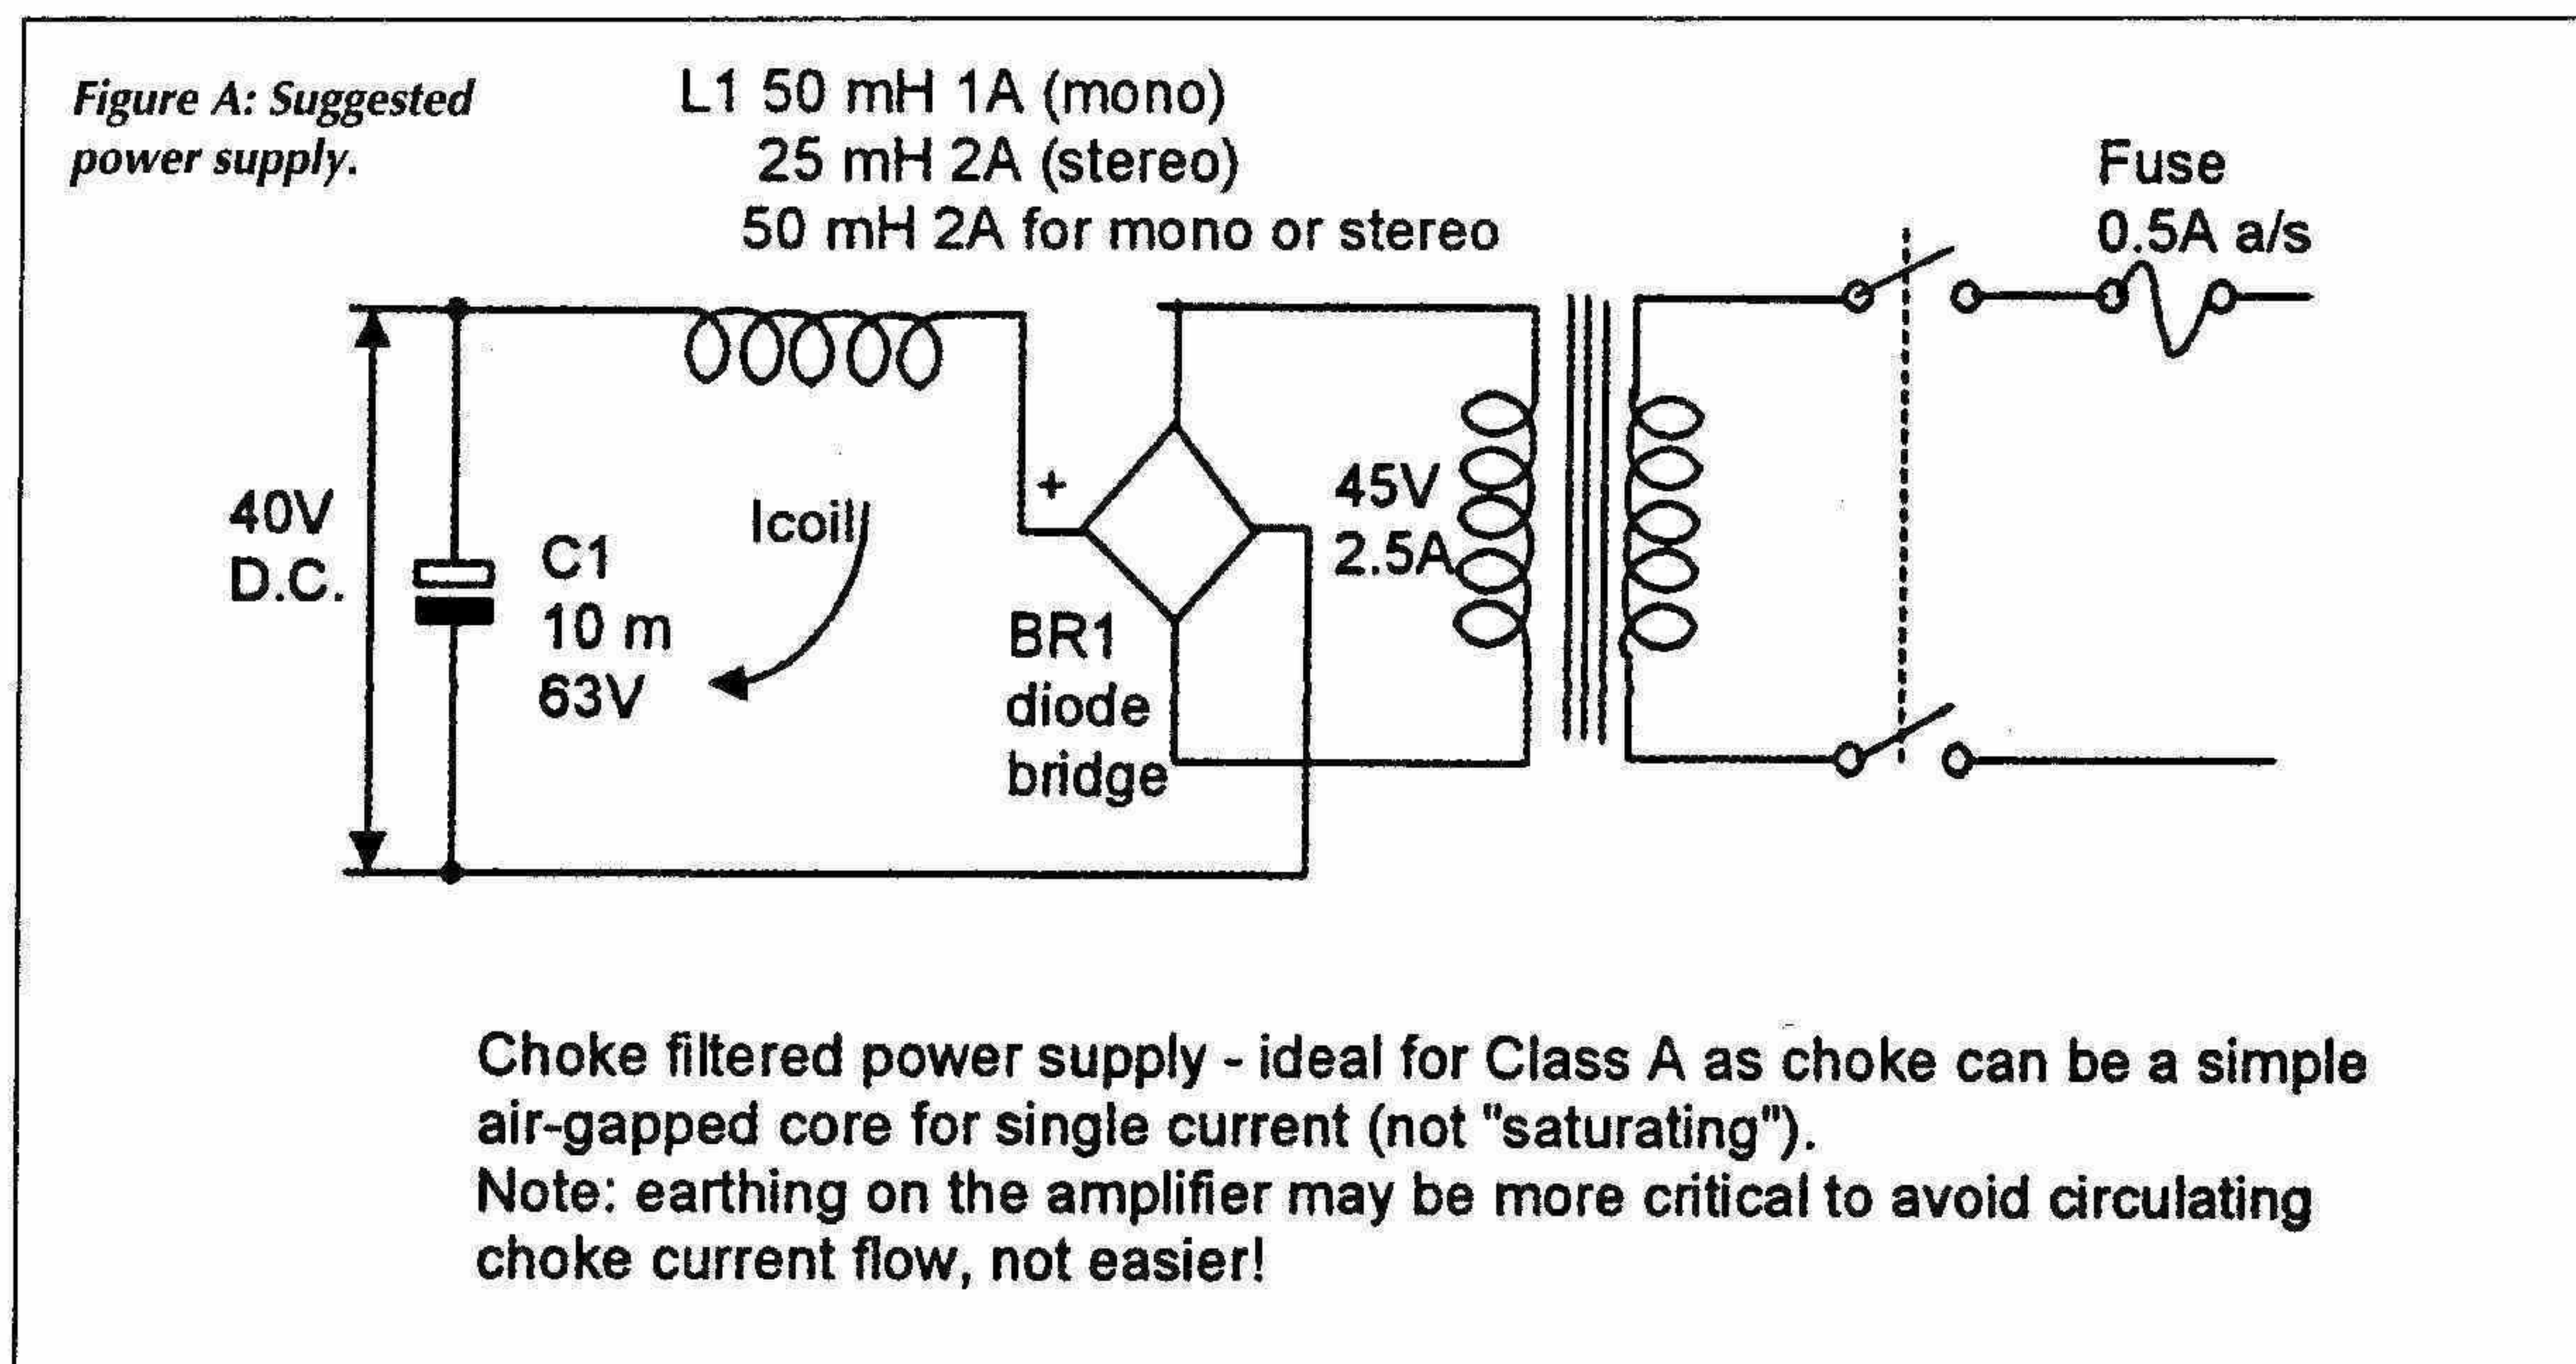 Figure A: Suggested
power supply.
L1 50 mH 1A (mono)
25 mH 2A (stereo)
50 mH 2A for mono or stereo
Fuse
0.5A a/s
40V
D.C.
C1
10 m
63V
Icoil
+
BR1
diode
bridge
45V
2.5A
Choke filtered power supply - ideal for Class A as choke can be a simple
air-gapped core for single current (not "saturating").
Note: earthing on the amplifier may be more critical to avoid circulating
choke current flow, not easier!